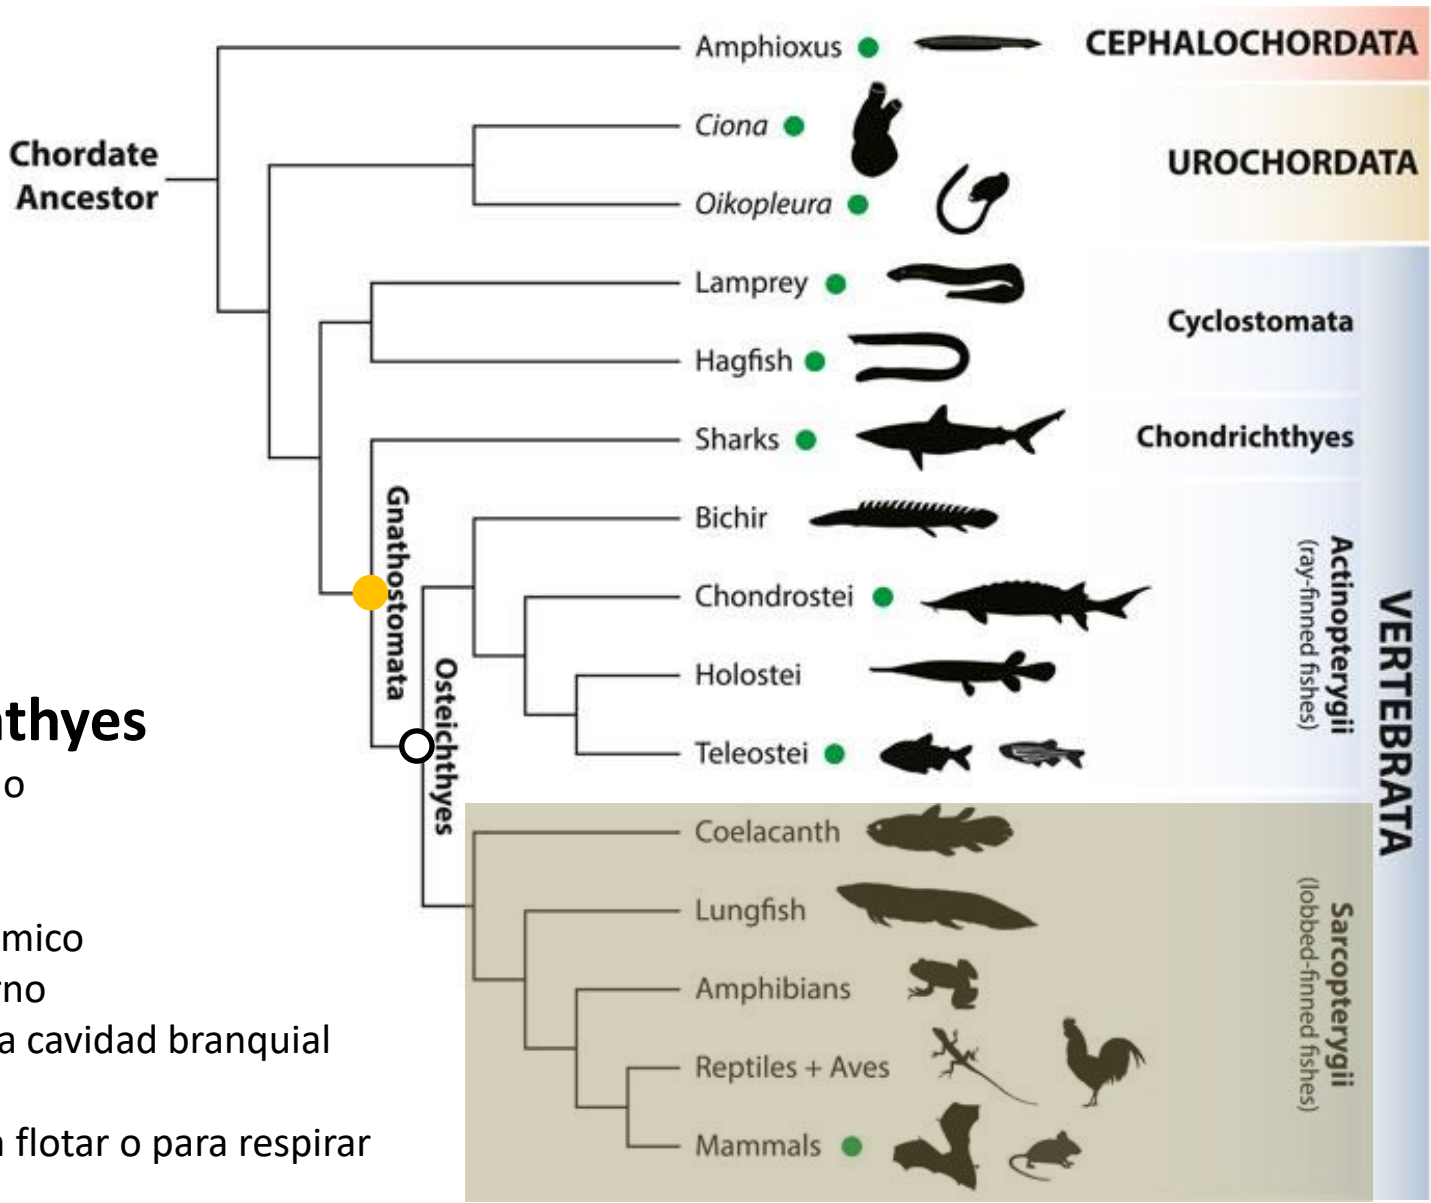 Amphioxus
CEPHALOCHORDATA
Ciona
Chordate
Ancestor
UROCHORDATA
Oikopleura
Lamprey
Cyclostomata
Hagfish
Sharks
Chondrichthyes
Gnathostomata
Bichir
Chondrostei
Holostei
Teleostei
Actinopterygii
(ray-finned fishes)
VERTEBRATA
Osteichthyes
Coelacanth
Lungfish
Amphibians
Reptiles + Aves
Mammals
Sarcopterygii
(lobbed-finned fishes)
thyes
o
mico
rno
a cavidad branquial
flotar o para respirar